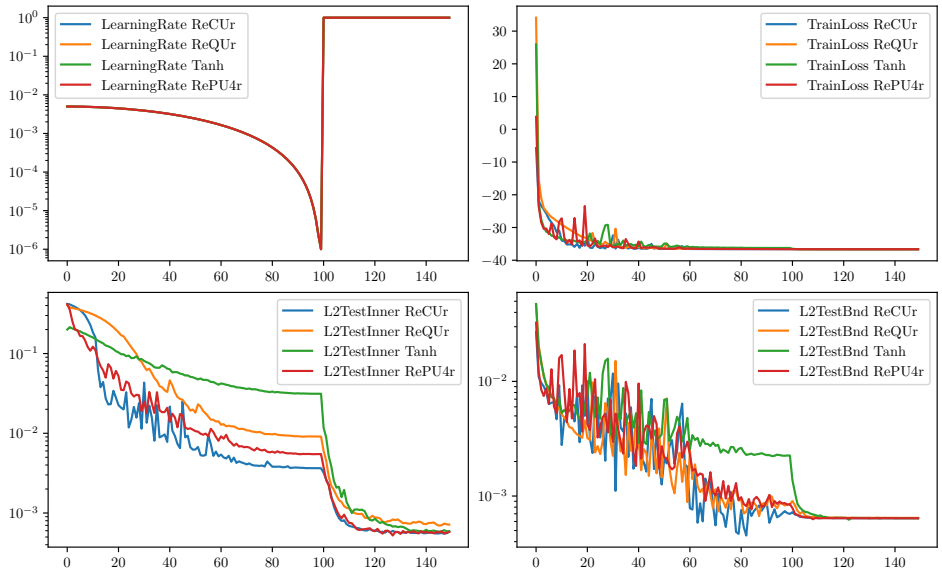 10⁰
10⁻¹
10⁻²
10⁻³
10⁻⁴
10⁻⁵
10⁻⁶
0 20 40 60 80 100 120 140
LearningRate ReCUr
LearningRate ReQUr
LearningRate Tanh
LearningRate RePU4r
30
20
10
0
−10
−20
−30
−40
0 20 40 60 80 100 120 140
TrainLoss ReCUr
TrainLoss ReQUr
TrainLoss Tanh
TrainLoss RePU4r
10⁻¹
10⁻²
10⁻³
0 20 40 60 80 100 120 140
L2TestInner ReCUr
L2TestInner ReQUr
L2TestInner Tanh
L2TestInner RePU4r
10⁻²
10⁻³
0 20 40 60 80 100 120 140
L2TestBnd ReCUr
L2TestBnd ReQUr
L2TestBnd Tanh
L2TestBnd RePU4r